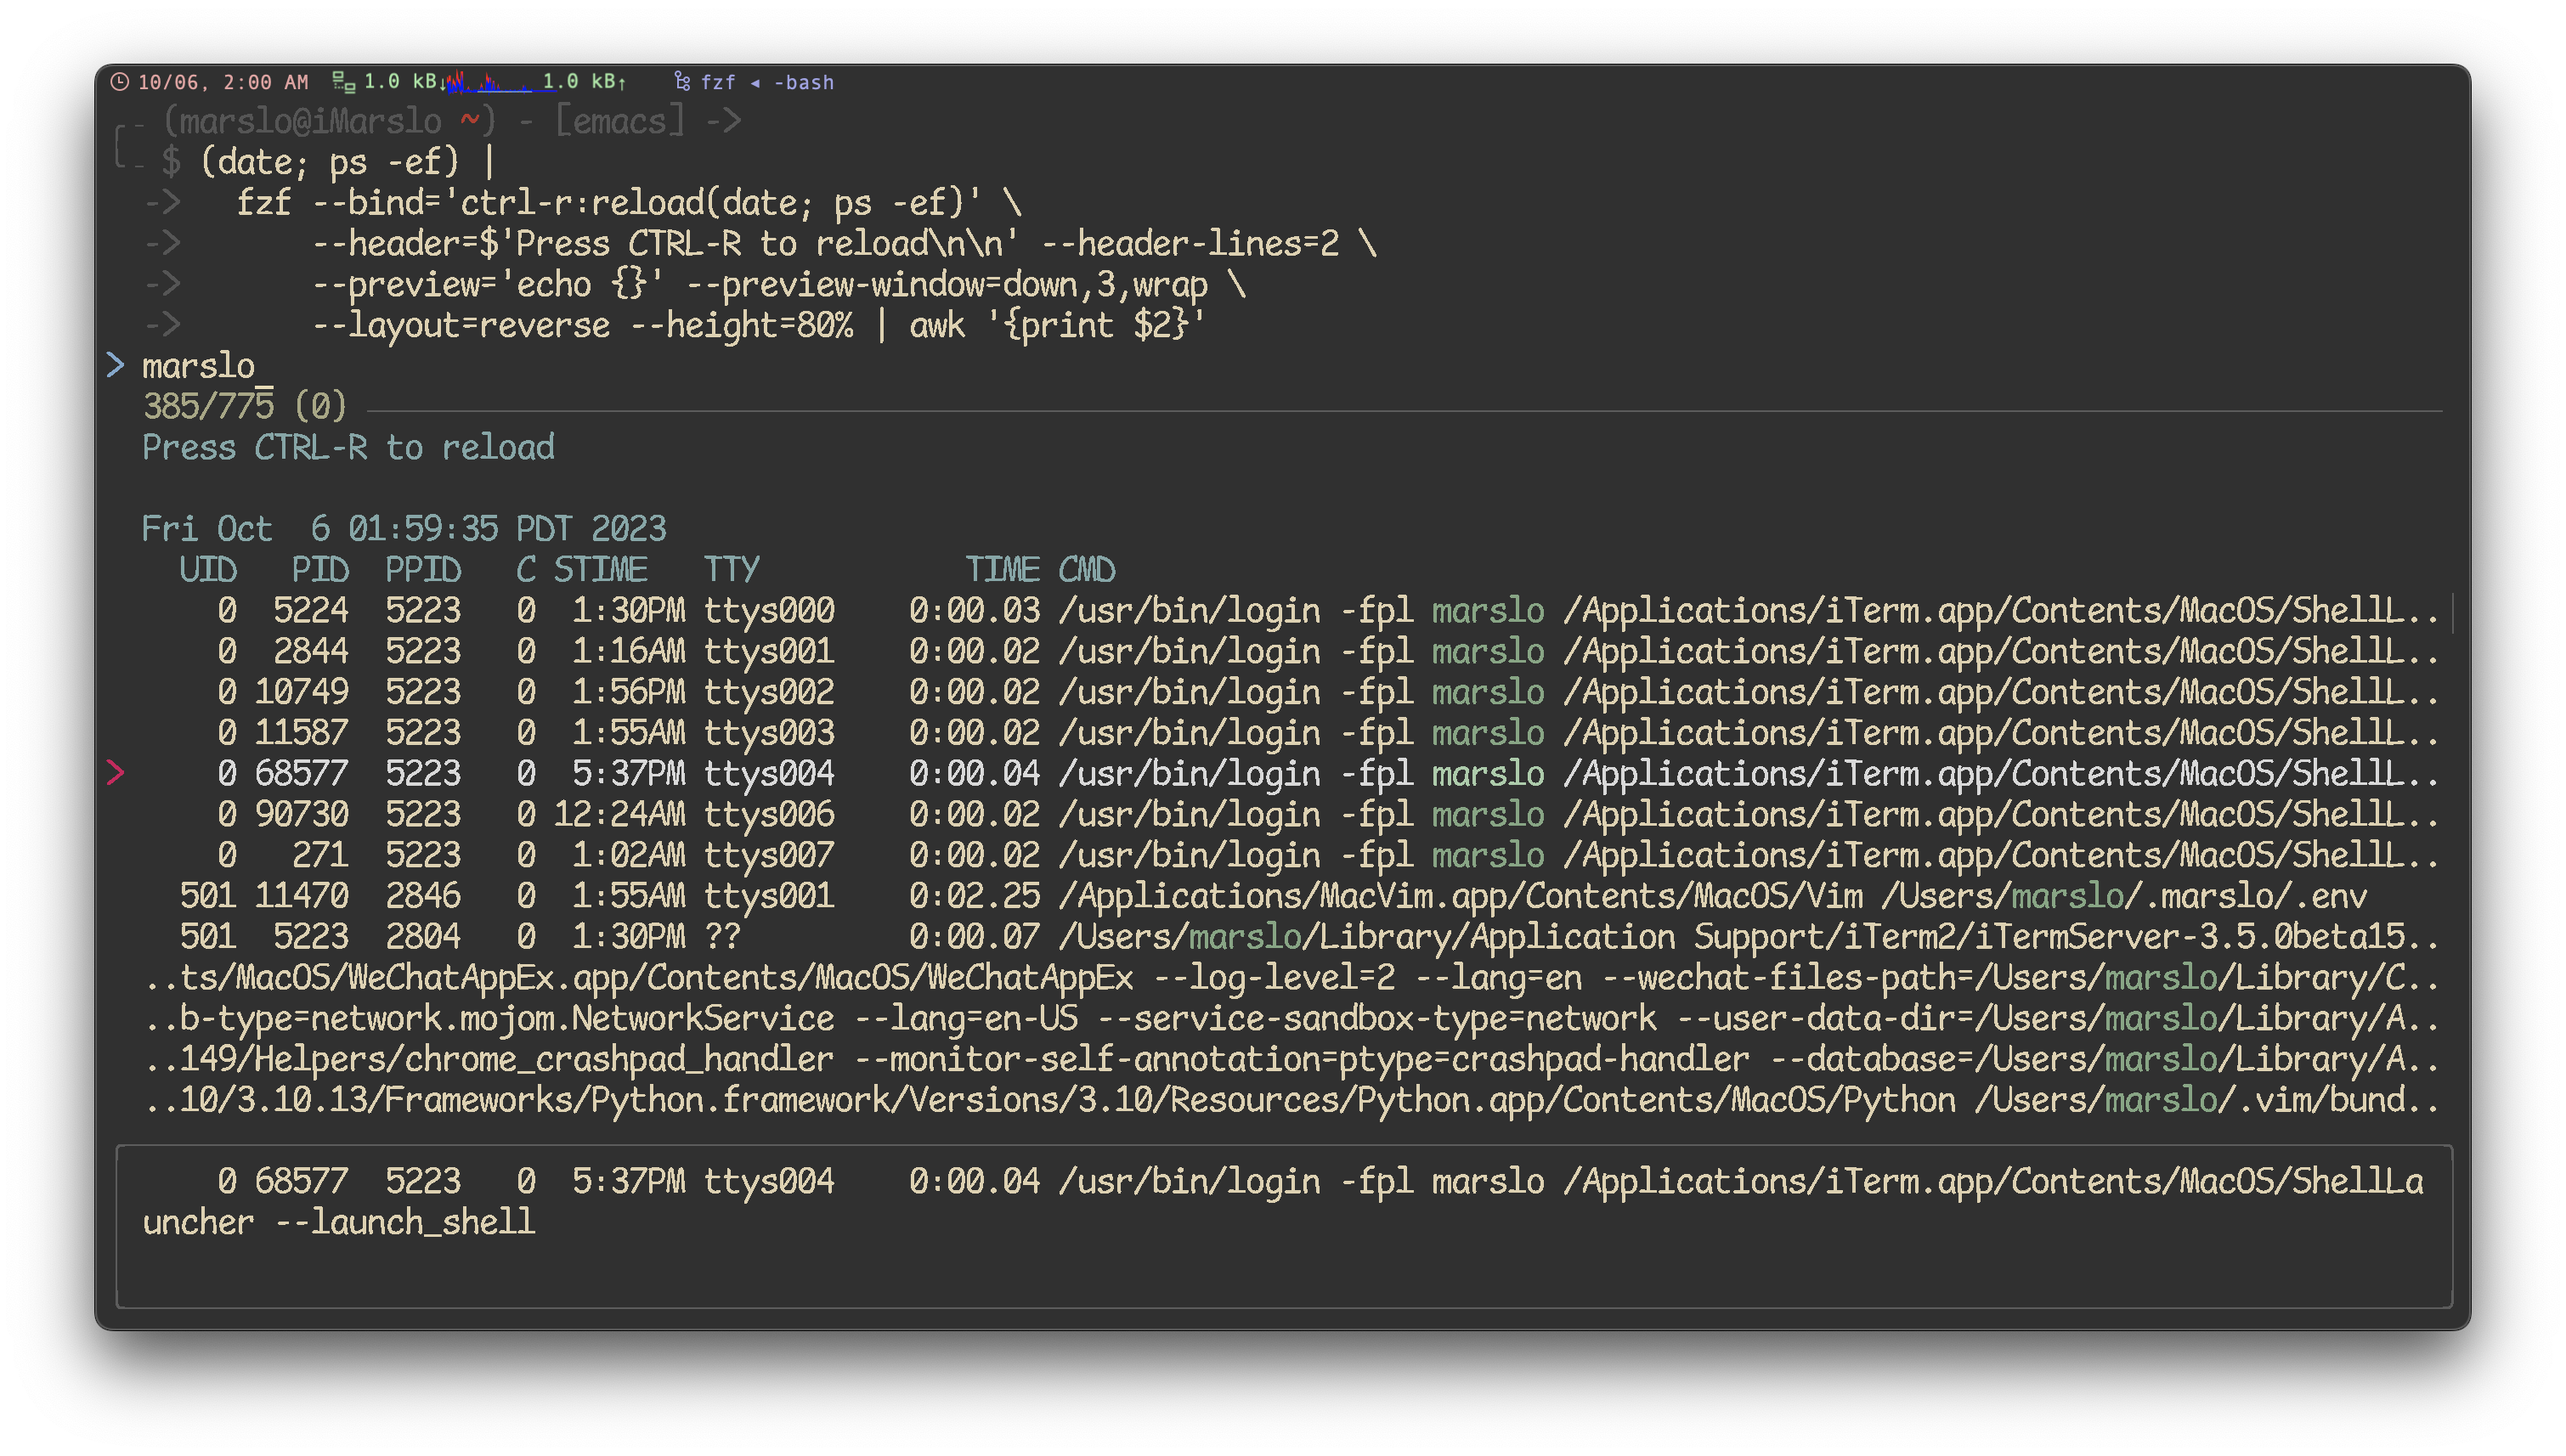 10/06, 2:00 AM 1.0 kB↓ 1.0 kB↑ fzf ◂ -bash
(marslo@iMarslo ~) - [emacs] ->
$ (date; ps -ef) |
->   fzf --bind='ctrl-r:reload(date; ps -ef)' \
->       --header=$'Press CTRL-R to reload\n\n' --header-lines=2 \
->       --preview='echo {}' --preview-window=down,3,wrap \
->       --layout=reverse --height=80% | awk '{print $2}'
> marslo
385/775 (0)
Press CTRL-R to reload
Fri Oct  6 01:59:35 PDT 2023
UID   PID  PPID   C STIME   TTY           TIME CMD
0  5224  5223   0  1:30PM ttys000    0:00.03 /usr/bin/login -fpl marslo /Applications/iTerm.app/Contents/MacOS/ShellL..
0  2844  5223   0  1:16AM ttys001    0:00.02 /usr/bin/login -fpl marslo /Applications/iTerm.app/Contents/MacOS/ShellL..
0 10749  5223   0  1:56PM ttys002    0:00.02 /usr/bin/login -fpl marslo /Applications/iTerm.app/Contents/MacOS/ShellL..
0 11587  5223   0  1:55AM ttys003    0:00.02 /usr/bin/login -fpl marslo /Applications/iTerm.app/Contents/MacOS/ShellL..
> 0 68577  5223   0  5:37PM ttys004    0:00.04 /usr/bin/login -fpl marslo /Applications/iTerm.app/Contents/MacOS/ShellL..
0 90730  5223   0 12:24AM ttys006    0:00.02 /usr/bin/login -fpl marslo /Applications/iTerm.app/Contents/MacOS/ShellL..
0   271  5223   0  1:02AM ttys007    0:00.02 /usr/bin/login -fpl marslo /Applications/iTerm.app/Contents/MacOS/ShellL..
501 11470  2846   0  1:55AM ttys001    0:02.25 /Applications/MacVim.app/Contents/MacOS/Vim /Users/marslo/.marslo/.env
501  5223  2804   0  1:30PM ??         0:00.07 /Users/marslo/Library/Application Support/iTerm2/iTermServer-3.5.0beta15..
..ts/MacOS/WeChatAppEx.app/Contents/MacOS/WeChatAppEx --log-level=2 --lang=en --wechat-files-path=/Users/marslo/Library/C..
..b-type=network.mojom.NetworkService --lang=en-US --service-sandbox-type=network --user-data-dir=/Users/marslo/Library/A..
..149/Helpers/chrome_crashpad_handler --monitor-self-annotation=ptype=crashpad-handler --database=/Users/marslo/Library/A..
..10/3.10.13/Frameworks/Python.framework/Versions/3.10/Resources/Python.app/Contents/MacOS/Python /Users/marslo/.vim/bund..
0 68577  5223   0  5:37PM ttys004    0:00.04 /usr/bin/login -fpl marslo /Applications/iTerm.app/Contents/MacOS/ShellLa
uncher --launch_shell